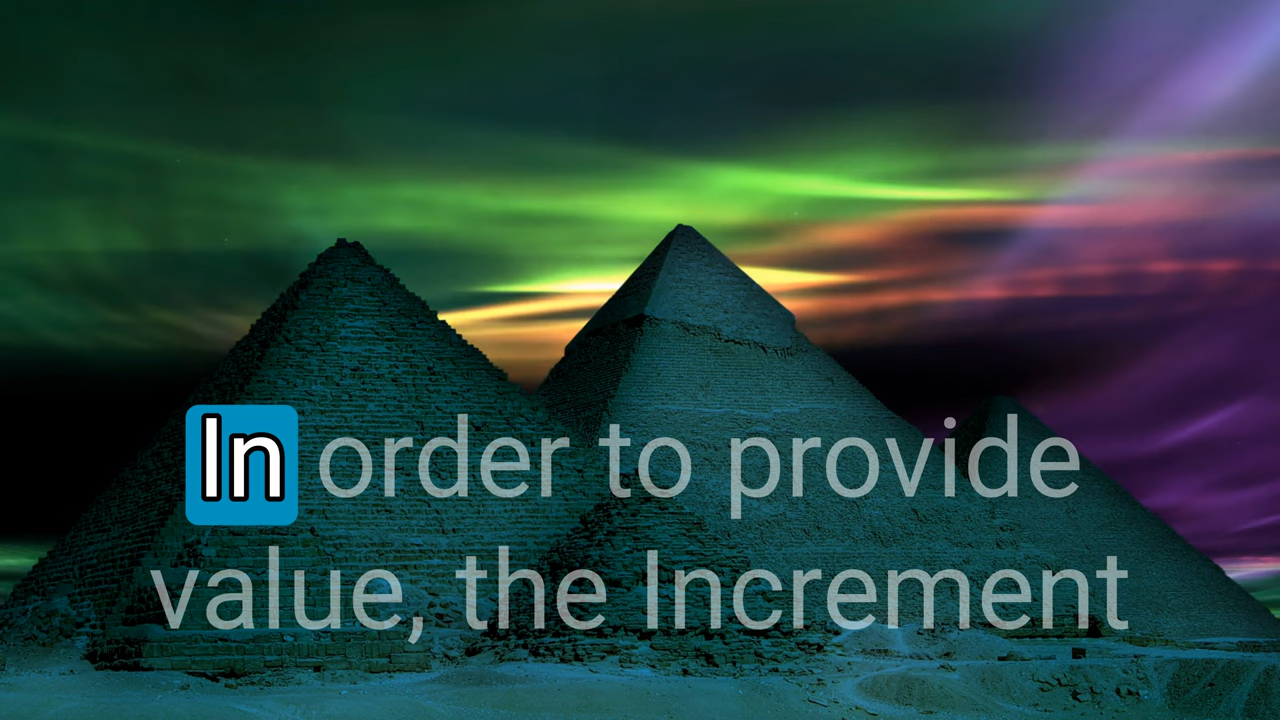 In order to provide
value, the Increment